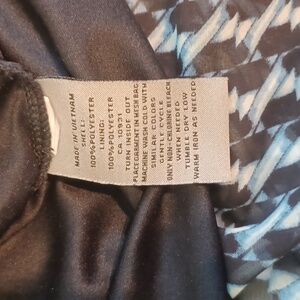 MADE IN VIETNAM
SHELL:
100% POLYESTER
LINING:
100% POLYESTER
CA 10931
TURN INSIDE OUT
PLACE GARMENT IN MESH BAG
MACHINE WASH COLD WITH
SIMILAR COLORS
GENTLE CYCLE
ONLY NON-CHLORINE BLEACH
WHEN NEEDED
TUMBLE DRY LOW
WARM IRON AS NEEDED